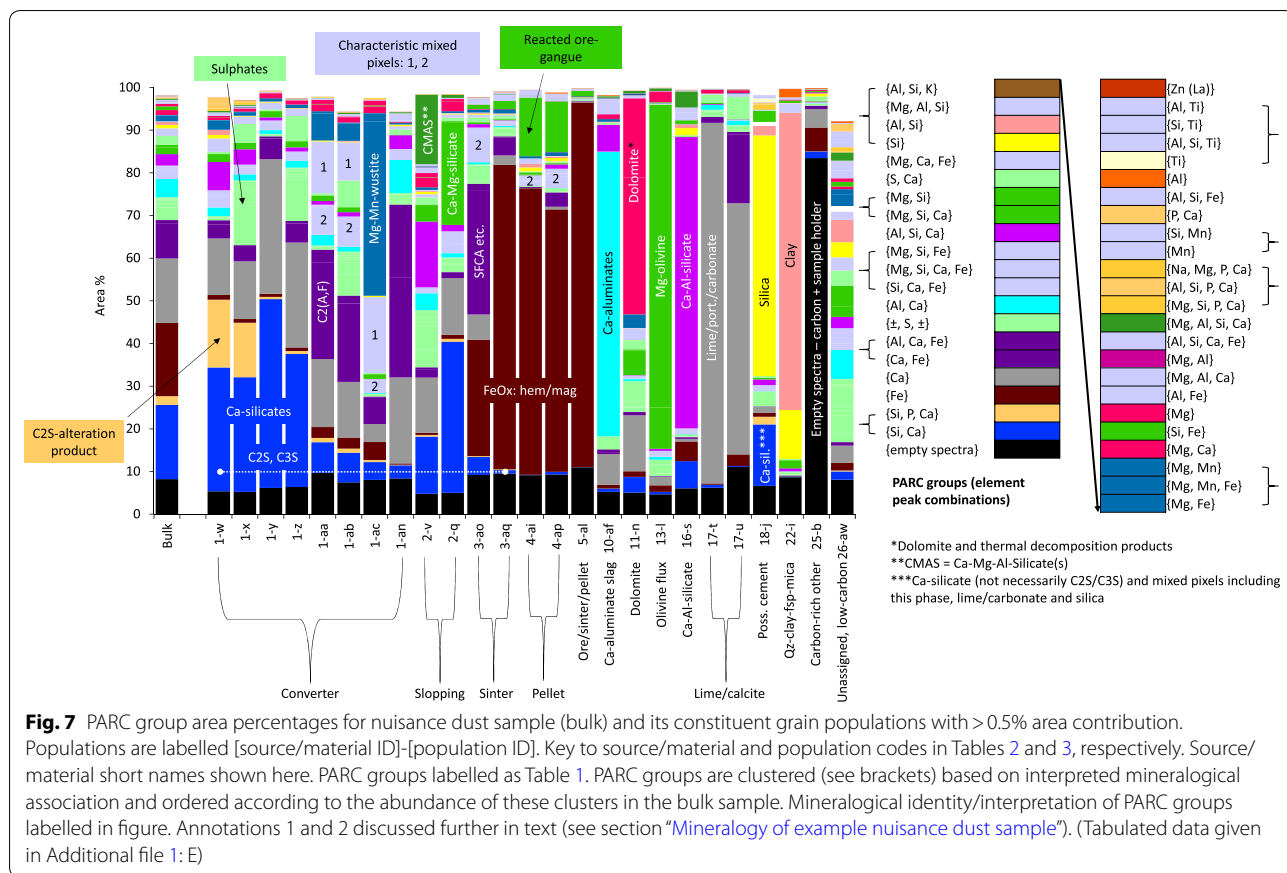 Sulphates
Characteristic mixed
pixels: 1, 2
Reacted ore-
gangue
Area %
100
90
80
70
60
50
40
30
20
10
0
C2S-alteration
product
Ca-silicates
C2S, C3S
C2(A,F)
1
2
1
2
Mg-Mn-wustite
1
2
CMAS**
Ca-Mg-silicate
SFCA etc.
2
2
2
FeOx: hem/mag
Ca-aluminates
Dolomite*
Mg-olivine
Ca-Al-silicate
Lime/port./carbonate
Silica
Ca-sil.***
Clay
Empty spectra – carbon + sample holder
Bulk
1-w
1-x
1-y
1-z
1-aa
1-ab
1-ac
1-an
2-v
2-q
3-ao
3-aq
4-ai
4-ap
Ore/sinter/pellet 5-al
Ca-aluminate slag 10-af
Dolomite 11-n
Olivine flux 13-l
Ca-Al-silicate 16-s
17-t
17-u
Poss. cement 18-j
Qz-clay-fsp-mica 22-i
Carbon-rich other 25-b
Unassigned, low-carbon 26-aw
Converter
Slopping
Sinter
Pellet
Lime/calcite
{Al, Si, K}
{Mg, Al, Si}
{Al, Si}
{Si}
{Mg, Ca, Fe}
{S, Ca}
{Mg, Si}
{Mg, Si, Ca}
{Al, Si, Ca}
{Mg, Si, Fe}
{Mg, Si, Ca, Fe}
{Si, Ca, Fe}
{Al, Ca}
{±, S, ±}
{Al, Ca, Fe}
{Ca, Fe}
{Ca}
{Fe}
{Si, P, Ca}
{Si, Ca}
{empty spectra}
PARC groups (element
peak combinations)
{Zn (La)}
{Al, Ti}
{Si, Ti}
{Al, Si, Ti}
{Ti}
{Al}
{Al, Si, Fe}
{P, Ca}
{Si, Mn}
{Mn}
{Na, Mg, P, Ca}
{Al, Si, P, Ca}
{Mg, Si, P, Ca}
{Mg, Al, Si, Ca}
{Al, Si, Ca, Fe}
{Mg, Al}
{Mg, Al, Ca}
{Al, Fe}
{Mg}
{Si, Fe}
{Mg, Ca}
{Mg, Mn}
{Mg, Mn, Fe}
{Mg, Fe}
*Dolomite and thermal decomposition products
**CMAS = Ca-Mg-Al-Silicate(s)
***Ca-silicate (not necessarily C2S/C3S) and mixed pixels including
this phase, lime/carbonate and silica
Fig. 7 PARC group area percentages for nuisance dust sample (bulk) and its constituent grain populations with > 0.5% area contribution.
Populations are labelled [source/material ID]-[population ID]. Key to source/material and population codes in Tables 2 and 3, respectively. Source/
material short names shown here. PARC groups labelled as Table 1. PARC groups are clustered (see brackets) based on interpreted mineralogical
association and ordered according to the abundance of these clusters in the bulk sample. Mineralogical identity/interpretation of PARC groups
labelled in figure. Annotations 1 and 2 discussed further in text (see section “Mineralogy of example nuisance dust sample”). (Tabulated data given
in Additional file 1: E)